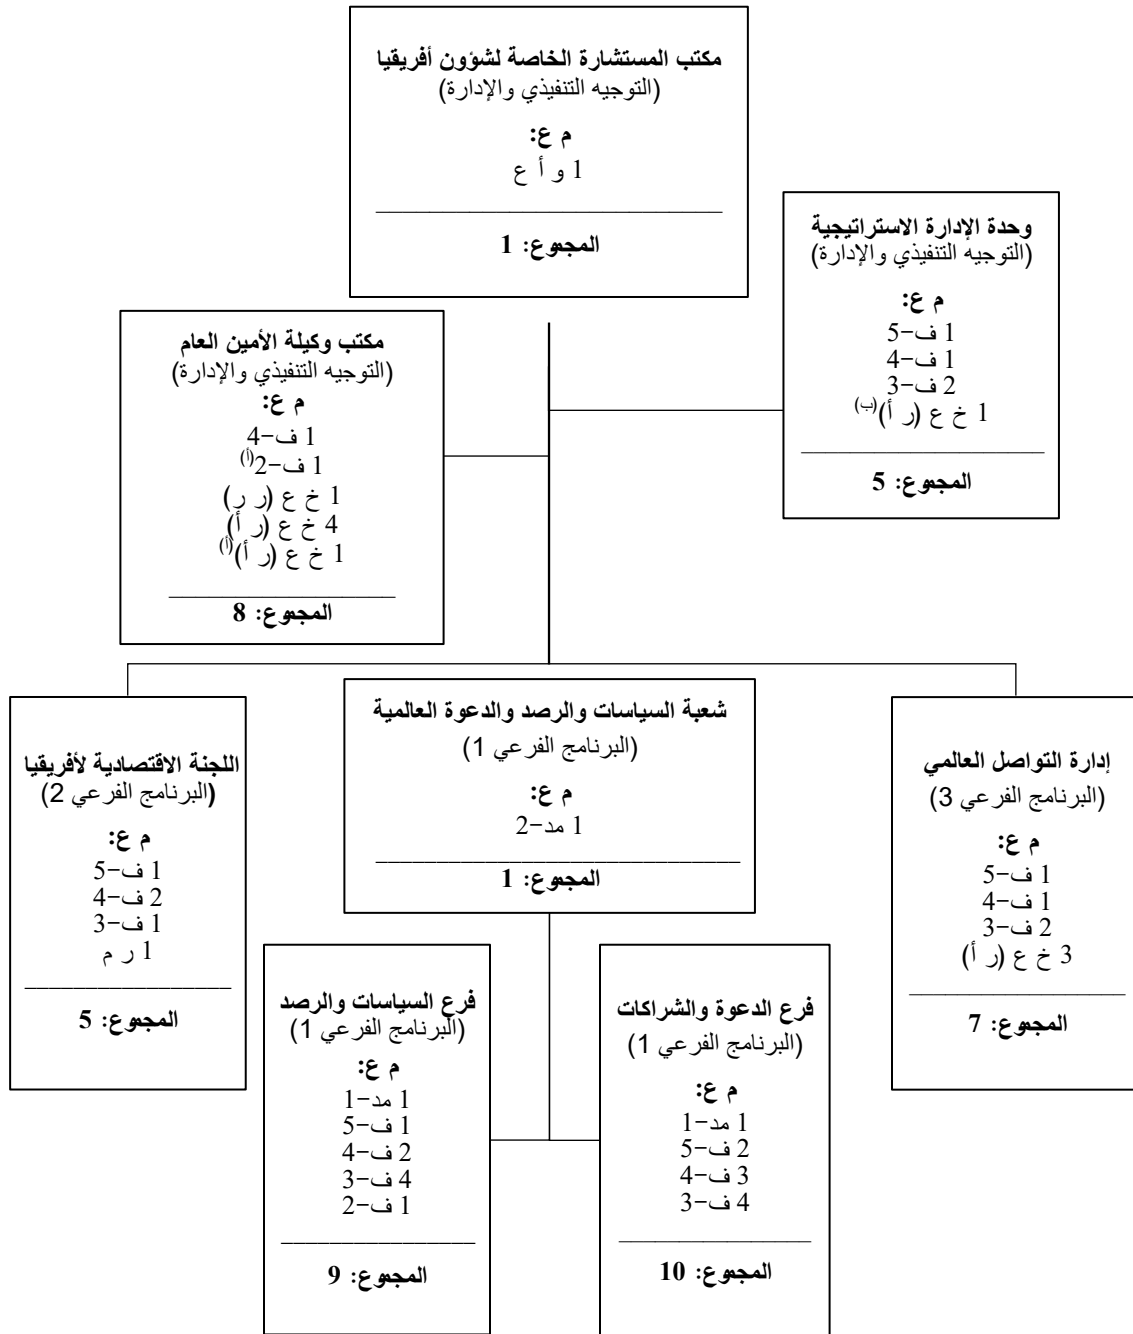 مكتب المستشارة الخاصة لشؤون أفريقيا
(التوجيه التنفيذي والإدارة)
م ع:
1 و أ ع
المجموع: 1
وحدة الإدارة الاستراتيجية
(التوجيه التنفيذي والإدارة)
م ع:
1 ف-5
1 ف-4
2 ف-3
1 خ ع (ر أ)(ب)
المجموع: 5
مكتب وكيلة الأمين العام
(التوجيه التنفيذي والإدارة)
م ع:
1 ف-4
1 ف-2(أ)
1 خ ع (ر ر)
4 خ ع (ر أ)
1 خ ع (ر أ)(أ)
المجموع: 8
إدارة التواصل العالمي
(البرنامج الفرعي 3)
م ع:
1 ف-5
1 ف-4
2 ف-3
3 خ ع (ر أ)
المجموع: 7
شعبة السياسات والرصد والدعوة العالمية
(البرنامج الفرعي 1)
م ع:
1 مد-2
المجموع: 1
اللجنة الاقتصادية لأفريقيا
(البرنامج الفرعي 2)
م ع:
1 ف-5
2 ف-4
1 ف-3
1 ر م
المجموع: 5
فرع الدعوة والشراكات
(البرنامج الفرعي 1)
م ع:
1 مد-1
2 ف-5
3 ف-4
4 ف-3
المجموع: 10
فرع السياسات والرصد
(البرنامج الفرعي 1)
م ع:
1 مد-1
1 ف-5
2 ف-4
4 ف-3
1 ف-2
المجموع: 9